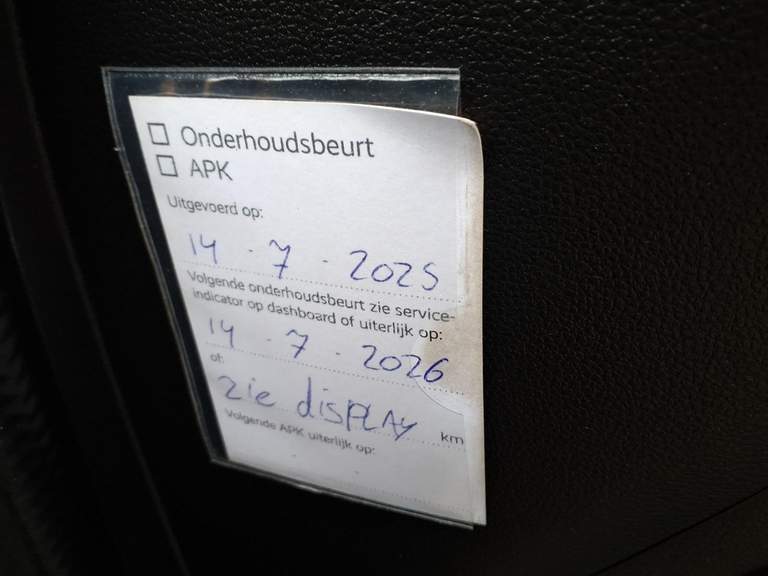 Onderhoudsbeurt
APK
Uitgevoerd op:
14 - 7 - 2025
Volgende onderhoudsbeurt zie service-
indicator op dashboard of uiterlijk op:
14 - 7 - 2026
of:
zie disPLAY km
Volgende APK uiterlijk op: